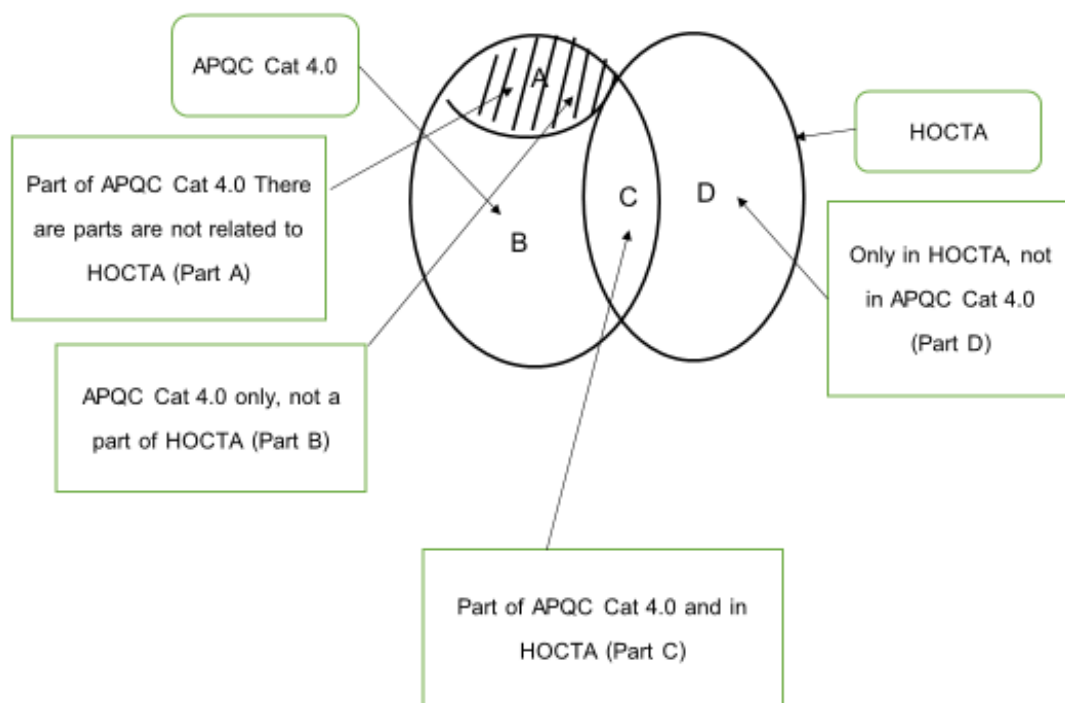 APQC Cat 4.0
A
HOCTA
Part of APQC Cat 4.0 There
are parts are not related to
HOCTA (Part A)
B
C
D
Only in HOCTA, not
in APQC Cat 4.0
(Part D)
APQC Cat 4.0 only, not a
part of HOCTA (Part B)
Part of APQC Cat 4.0 and in
HOCTA (Part C)